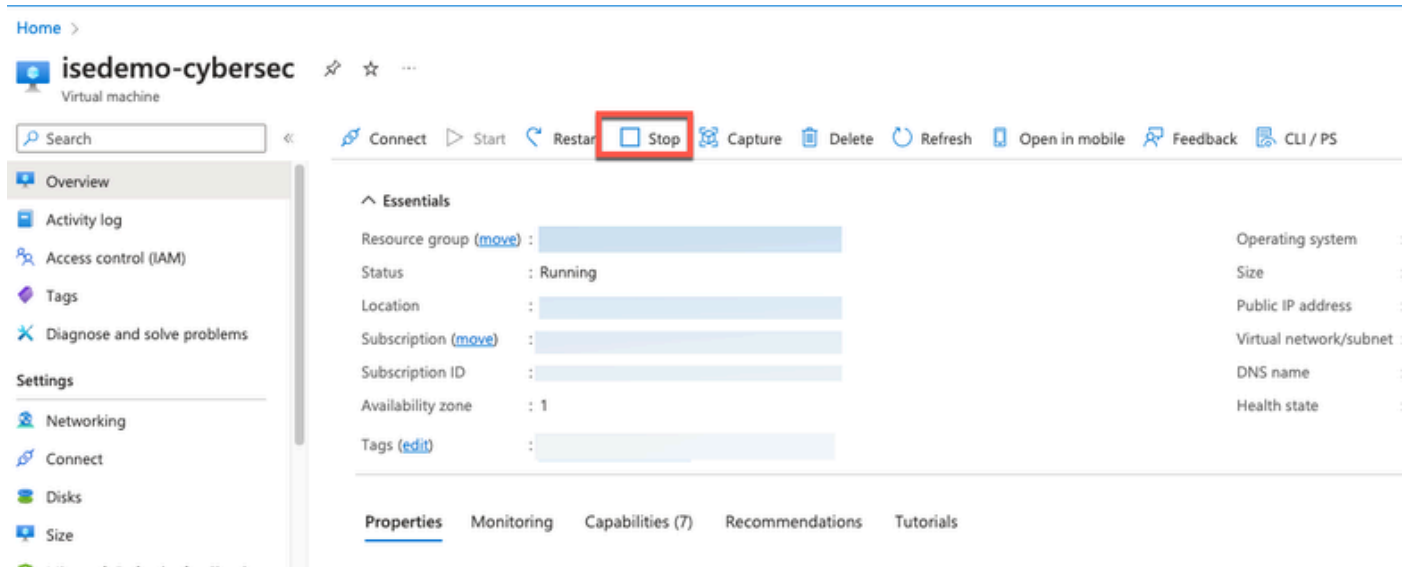 Home >
isedemo-cybersec ...
Virtual machine
Search «
Connect Start Restar Stop Capture Delete Refresh Open in mobile Feedback CLI / PS
Overview
Activity log
Access control (IAM)
Tags
Diagnose and solve problems
Settings
Networking
Connect
Disks
Size
Essentials
Resource group (move) :
Status : Running
Location :
Subscription (move) :
Subscription ID :
Availability zone : 1
Tags (edit) :
Operating system :
Size :
Public IP address :
Virtual network/subnet :
DNS name :
Health state :
Properties Monitoring Capabilities (7) Recommendations Tutorials